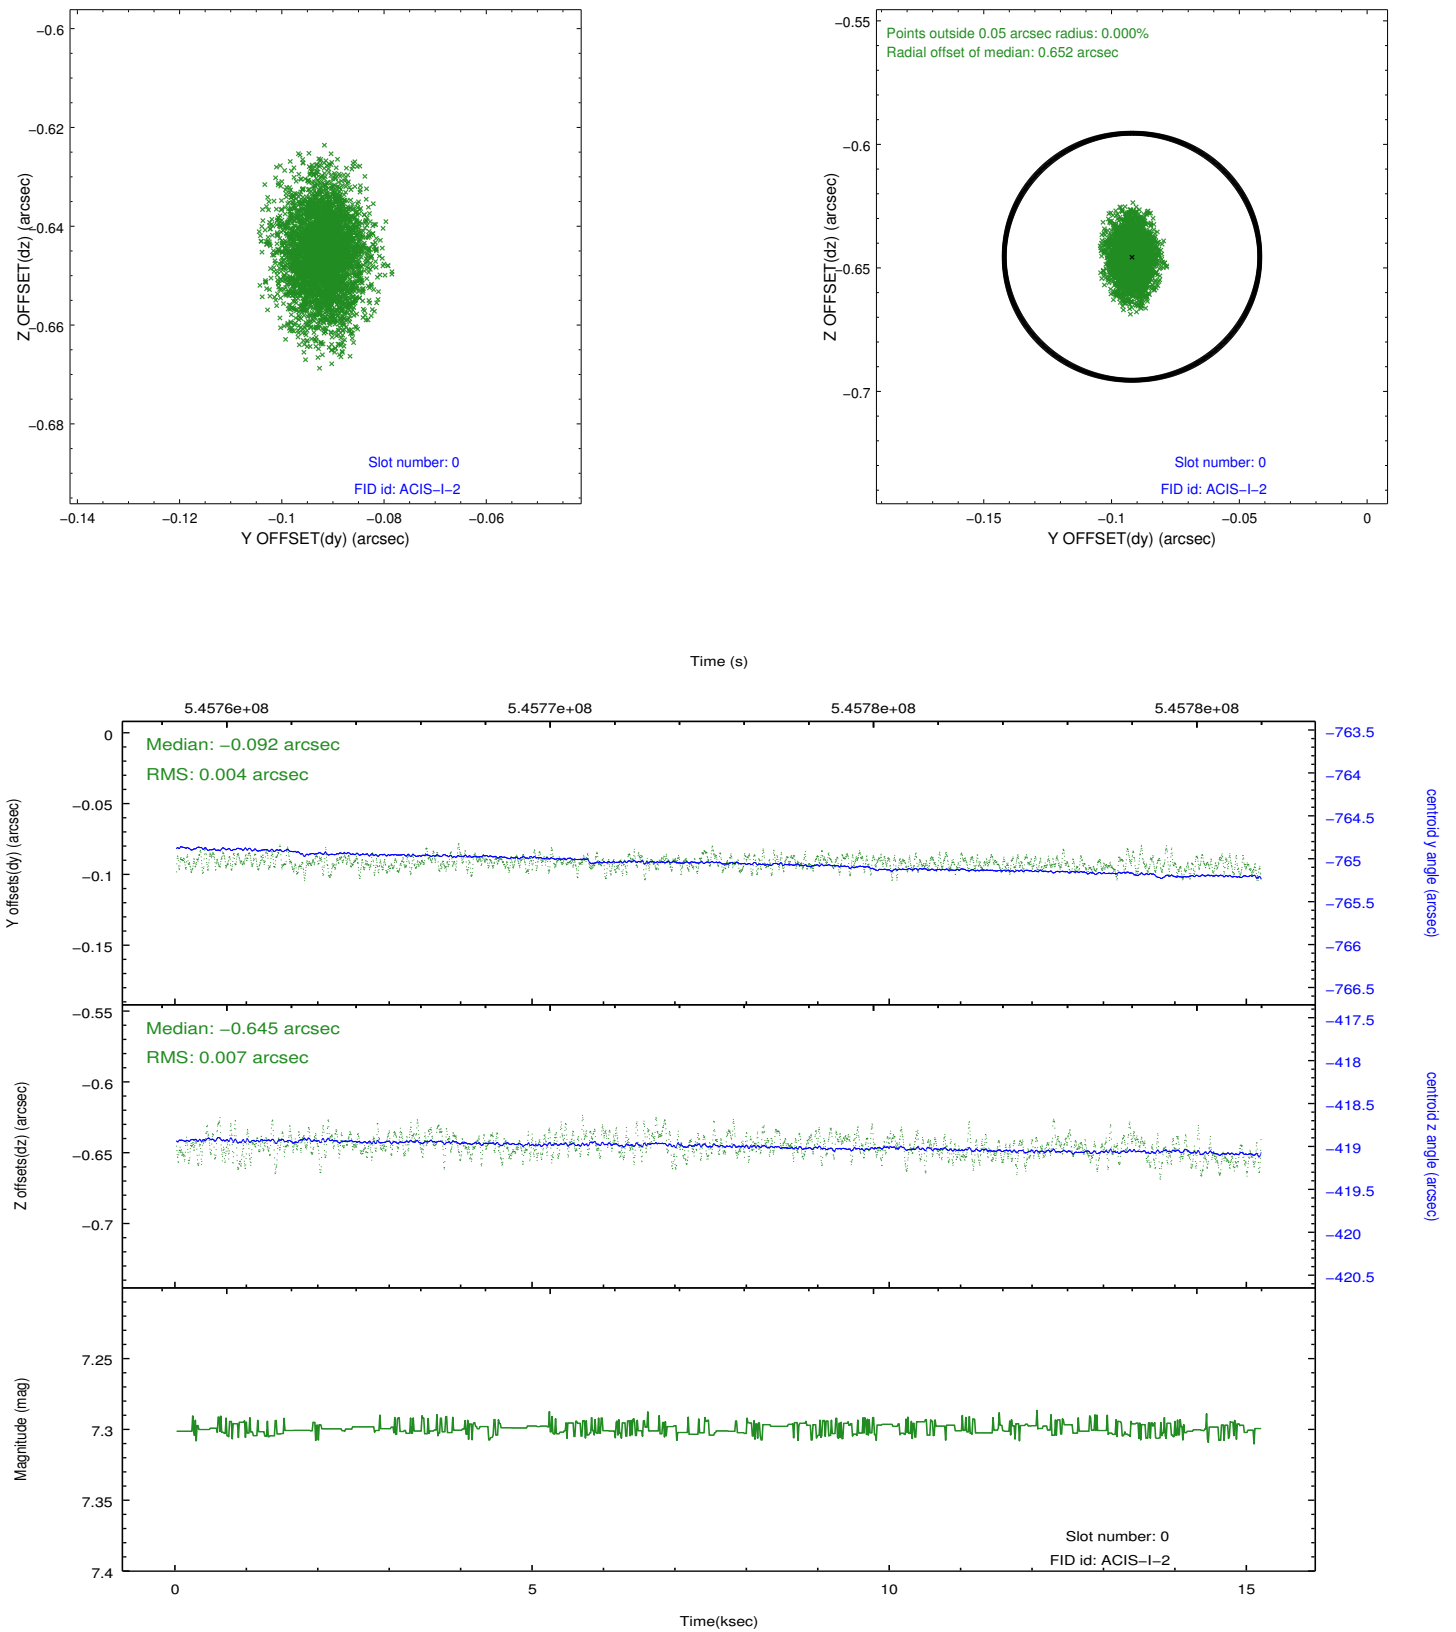 −0.6
−0.62
−0.64
−0.66
−0.68
Z OFFSET(dz) (arcsec)
Slot number: 0
FID id: ACIS−I−2
−0.14
−0.12
−0.1
−0.08
−0.06
Y OFFSET(dy) (arcsec)
Points outside 0.05 arcsec radius: 0.000%
Radial offset of median: 0.652 arcsec
−0.55
−0.6
−0.65
−0.7
Z OFFSET(dz) (arcsec)
Slot number: 0
FID id: ACIS−I−2
−0.15
−0.1
−0.05
0
Y OFFSET(dy) (arcsec)
Time (s)
5.4576e+08
5.4577e+08
5.4578e+08
5.4578e+08
Median: −0.092 arcsec
RMS: 0.004 arcsec
0
−0.05
−0.1
−0.15
Y offsets(dy) (arcsec)
−763.5
−764
−764.5
−765
−765.5
−766
−766.5
centroid y angle (arcsec)
Median: −0.645 arcsec
RMS: 0.007 arcsec
−0.55
−0.6
−0.65
−0.7
Z offsets(dz) (arcsec)
−417.5
−418
−418.5
−419
−419.5
−420
−420.5
centroid z angle (arcsec)
7.25
7.3
7.35
7.4
Magnitude (mag)
Slot number: 0
FID id: ACIS−I−2
0
5
10
15
Time(ksec)